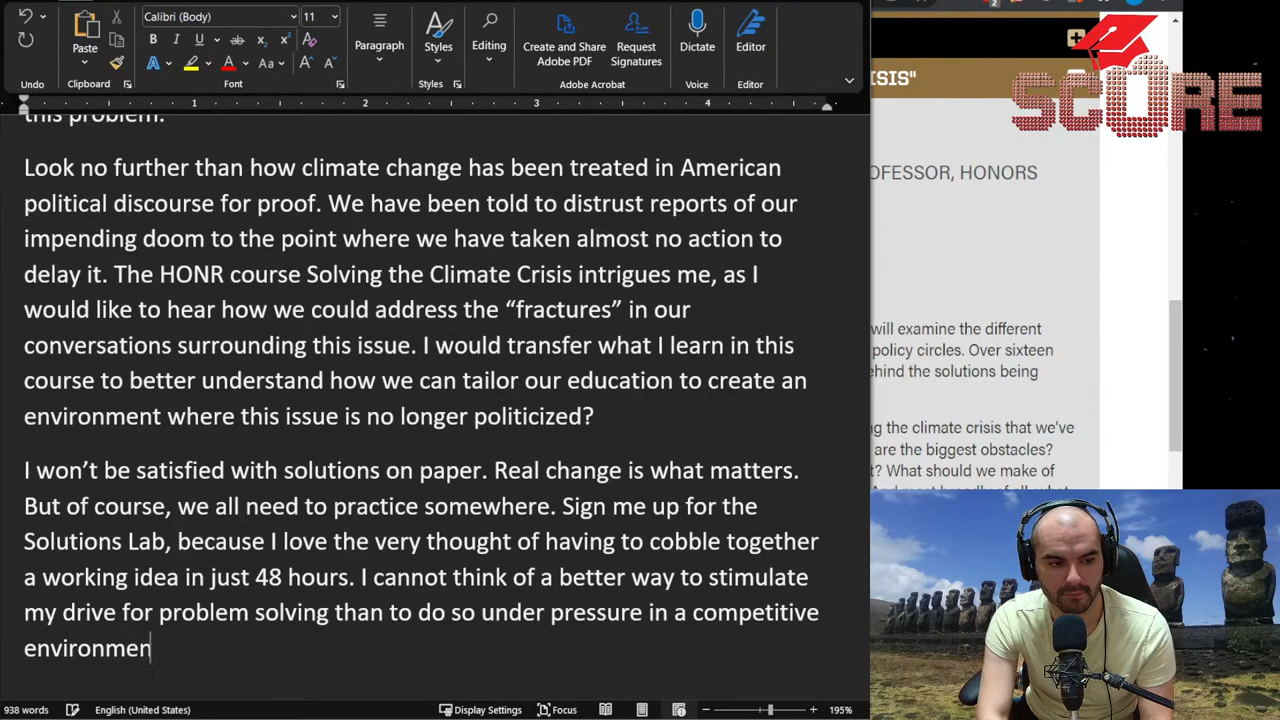 Calibri (Body)
11
Paste
Paragraph
Styles
Editing
Create and Share
Adobe PDF
Request
Signatures
Dictate
Editor
Undo
Clipboard
Font
Styles
Adobe Acrobat
Voice
Editor
1 2 3 4
this problem.
Look no further than how climate change has been treated in American
political discourse for proof. We have been told to distrust reports of our
impending doom to the point where we have taken almost no action to
delay it. The HONR course Solving the Climate Crisis intrigues me, as I
would like to hear how we could address the “fractures” in our
conversations surrounding this issue. I would transfer what I learn in this
course to better understand how we can tailor our education to create an
environment where this issue is no longer politicized?
I won’t be satisfied with solutions on paper. Real change is what matters.
But of course, we all need to practice somewhere. Sign me up for the
Solutions Lab, because I love the very thought of having to cobble together
a working idea in just 48 hours. I cannot think of a better way to stimulate
my drive for problem solving than to do so under pressure in a competitive
environmen
938 words
English (United States)
Display Settings
Focus
195%
ISIS"
SCORE
OFESSOR, HONORS
will examine the different
policy circles. Over sixteen
ehind the solutions being
ng the climate crisis that we’ve
are the biggest obstacles?
t? What should we make of